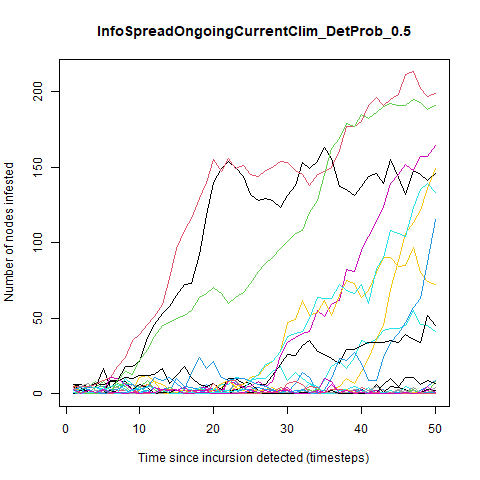 InfoSpreadOngoingCurrentClim_DetProb_0.5
Number of nodes infested
200
150
100
50
0
0 10 20 30 40 50
Time since incursion detected (timesteps)